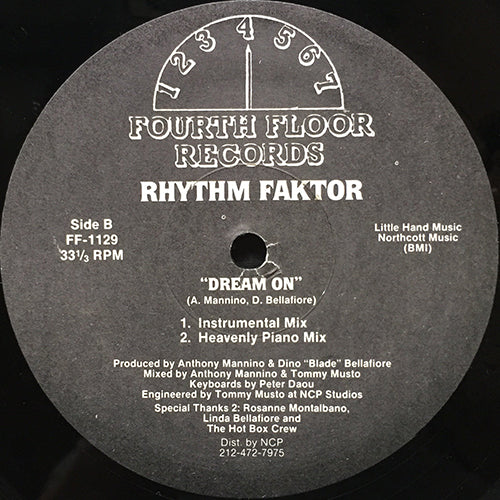 1 2 3 4 5 6 7
FOURTH FLOOR
RECORDS
RHYTHM FAKTOR
Side B
FF-1129
33⅓ RPM
Little Hand Music
Northcott Music
(BMI)
"DREAM ON"
(A. Mannino, D. Bellafiore)
1. Instrumental Mix
2. Heavenly Piano Mix
Produced by Anthony Mannino & Dino "Blade" Bellafiore
Mixed by Anthony Mannino & Tommy Musto
Keyboards by Peter Daou
Engineered by Tommy Musto at NCP Studios
Special Thanks 2: Rosanne Montalbano,
Linda Bellafiore and
The Hot Box Crew
Dist. by NCP
212-472-7975